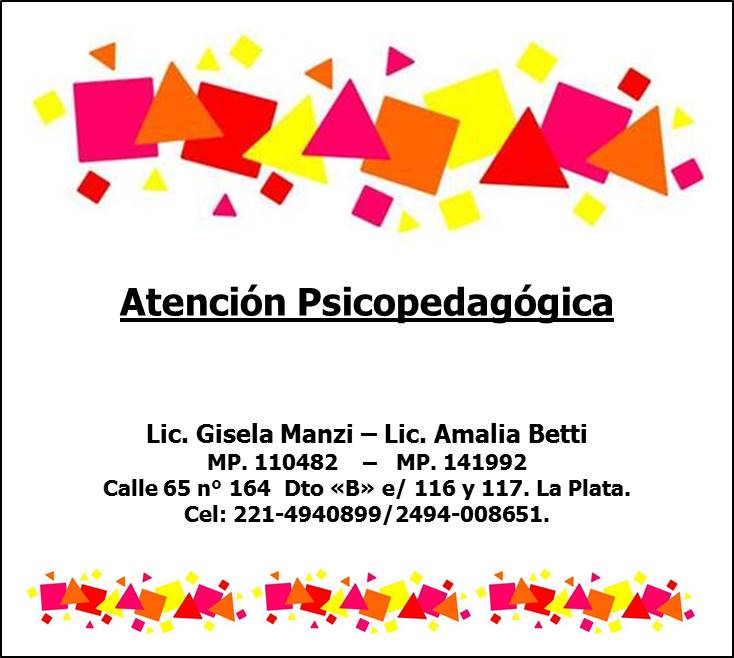 Atención Psicopedagógica
Lic. Gisela Manzi – Lic. Amalia Betti
MP. 110482 – MP. 141992
Calle 65 n° 164 Dto «B» e/ 116 y 117. La Plata.
Cel: 221-4940899/2494-008651.